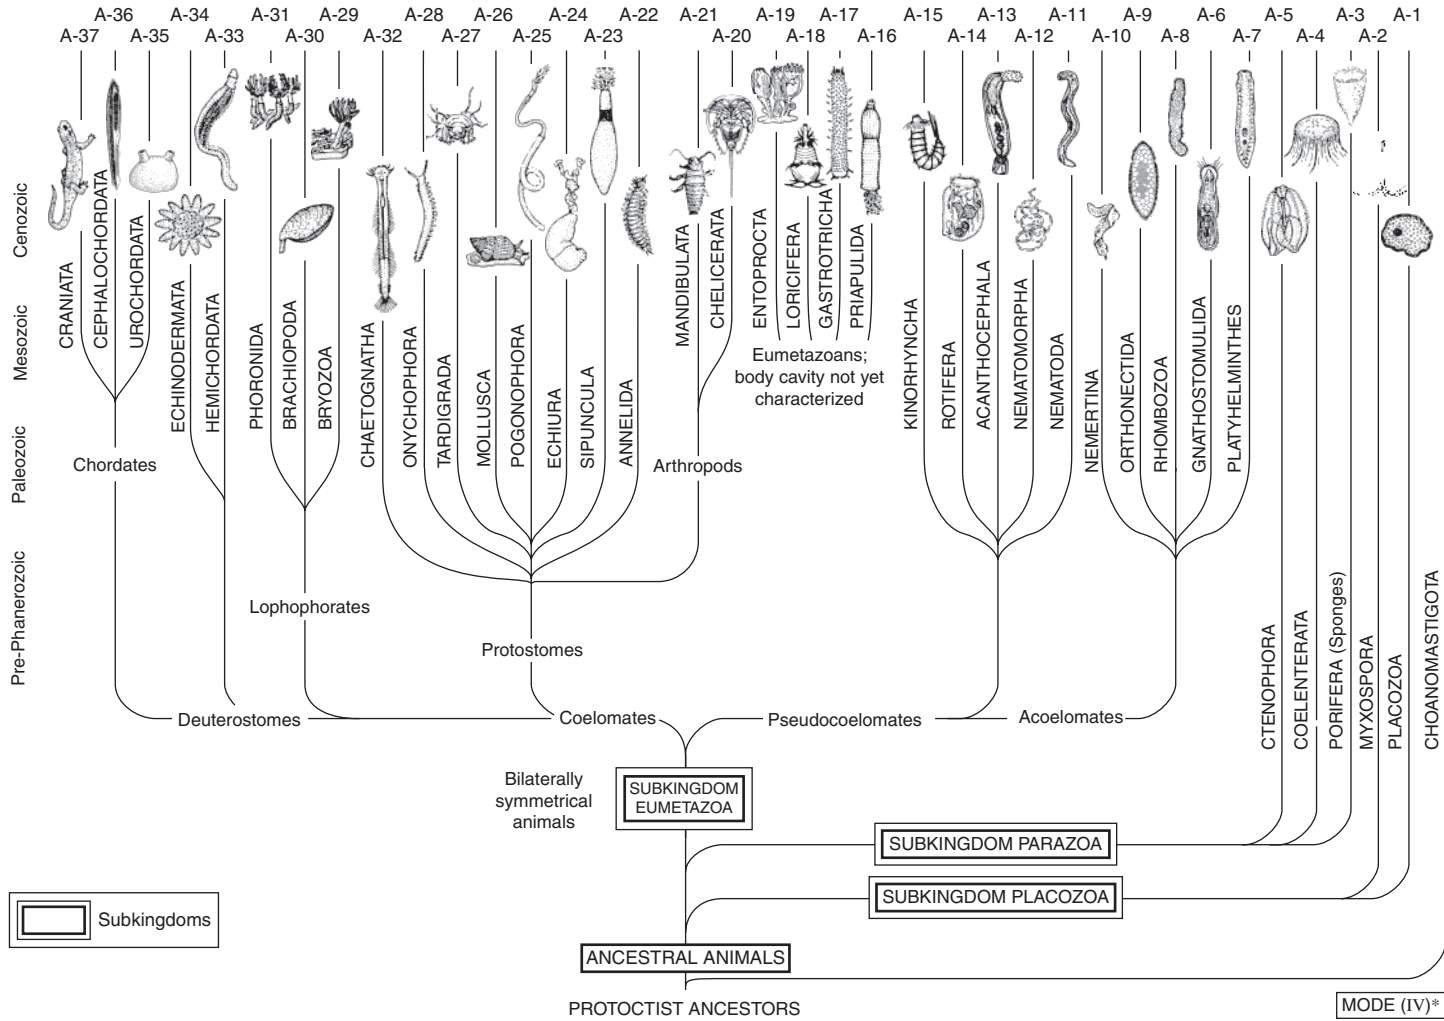 A-36 A-34 A-31 A-29 A-28 A-26 A-24 A-22 A-21 A-19 A-17 A-15 A-13 A-11 A-9 A-6 A-5 A-3 A-1
A-37 A-35 A-33 A-30 A-32 A-27 A-25 A-23 A-20 A-18 A-16 A-14 A-12 A-10 A-8 A-7 A-4 A-2
Cenozoic
Mesozoic
Paleozoic
Pre-Phanerozoic
CRANIATA
CEPHALOCHORDATA
UROCHORDATA
ECHINODERMATA
HEMICHORDATA
PHORONIDA
BRACHIOPODA
BRYOZOA
CHAETOGNATHA
ONYCHOPHORA
TARDIGRADA
MOLLUSCA
POGONOPHORA
ECHIURA
SIPUNCULA
ANNELIDA
MANDIBULATA
CHELICERATA
ENTOPROCTA
LORICIFERA
GASTROTRICHA
PRIAPULIDA
Eumetazoans;
body cavity not yet
characterized
KINORHYNCHA
ROTIFERA
ACANTHOCEPHALA
NEMATOMORPHA
NEMATODA
NEMERTINA
ORTHONECTIDA
RHOMBOZOA
GNATHOSTOMULIDA
PLATYHELMINTHES
CTENOPHORA
COELENTERATA
PORIFERA (Sponges)
MYXOSPORA
PLACOZOA
CHOANOMASTIGOTA
Chordates
Arthropods
Lophophorates
Protostomes
Deuterostomes
Coelomates
Pseudocoelomates
Acoelomates
Bilaterally
symmetrical
animals
SUBKINGDOM
EUMETAZOA
SUBKINGDOM PARAZOA
SUBKINGDOM PLACOZOA
Subkingdoms
ANCESTRAL ANIMALS
PROTOCTIST ANCESTORS
MODE (IV)*